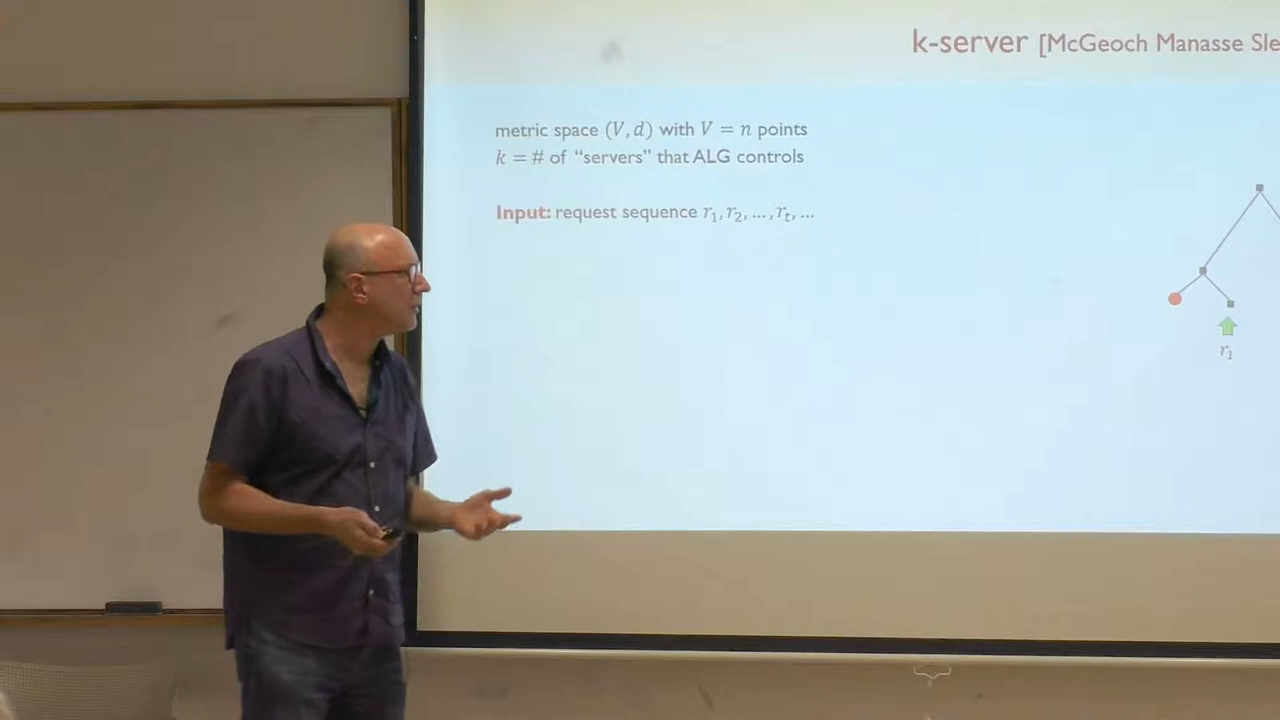 k-server [McGeoch Manasse Sle
metric space (V, d) with V = n points
k = # of "servers" that ALG controls
Input: request sequence r₁, r₂, ..., rₜ, ...
r₁